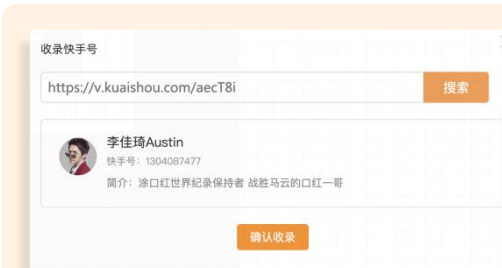 收录快手号
https://v.kuaishou.com/aecT8i
搜索
李佳琦Austin
快手号：1304087477
简介：涂口红世界纪录保持者 战胜马云的口红一哥
确认收录